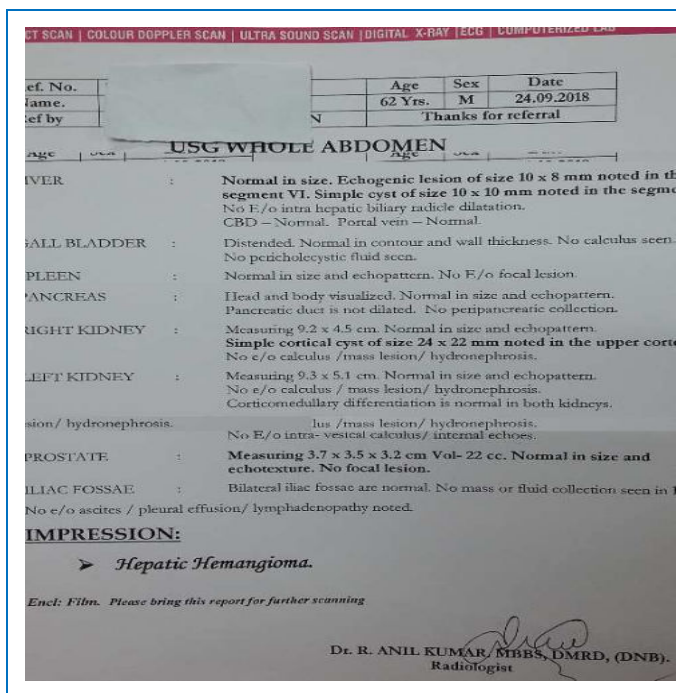 CT SCAN | COLOUR DOPPLER SCAN | ULTRA SOUND SCAN | DIGITAL X-RAY | ECG | COMPUTERIZED LAB
ef. No. Age Sex Date
Name. 62 Yrs. M 24.09.2018
Ref by N Thanks for referral
USG WHOLE ABDOMEN
Age Age
IVER : Normal in size. Echogenic lesion of size 10 x 8 mm noted in th
segment VI. Simple cyst of size 10 x 10 mm noted in the segme
No E/o intra hepatic biliary radicle dilatation.
CBD – Normal. Portal vein – Normal.
GALL BLADDER : Distended. Normal in contour and wall thickness. No calculus seen.
No pericholecystic fluid seen.
SPLEEN : Normal in size and echopattern. No E/o focal lesion.
PANCREAS : Head and body visualized. Normal in size and echopattern.
Pancreatic duct is not dilated. No peripancreatic collection.
RIGHT KIDNEY : Measuring 9.2 x 4.5 cm. Normal in size and echopattern.
Simple cortical cyst of size 24 x 22 mm noted in the upper corte
No e/o calculus /mass lesion/ hydronephrosis.
LEFT KIDNEY : Measuring 9.3 x 5.1 cm. Normal in size and echopattern.
No e/o calculus / mass lesion/ hydronephrosis.
Corticomedullary differentiation is normal in both kidneys.
sion/ hydronephrosis. lus /mass lesion/ hydronephrosis.
No E/o intra- vesical calculus/ internal echoes.
PROSTATE : Measuring 3.7 x 3.5 x 3.2 cm Vol- 22 cc. Normal in size and
echotexture. No focal lesion.
ILIAC FOSSAE : Bilateral iliac fossae are normal. No mass or fluid collection seen in
No e/o ascites / pleural effusion/ lymphadenopathy noted.
IMPRESSION:
➤ Hepatic Hemangioma.
Encl: Film. Please bring this report for further scanning
Dr. R. ANIL KUMAR, MBBS, DMRD, (DNB).
Radiologist